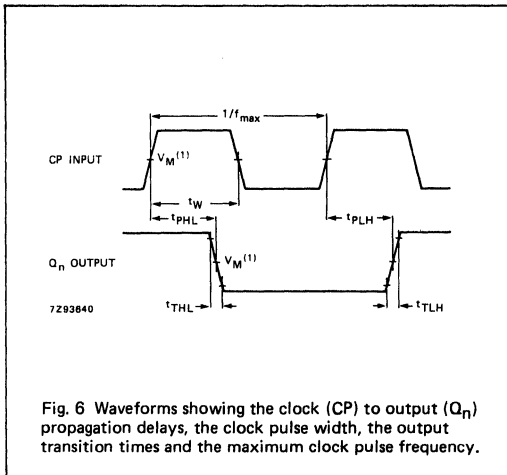 1/fmax
CP INPUT
VM(1)
tW
tPHL
tPLH
Qn OUTPUT
VM(1)
7Z93640
tTHL
tTLH
Fig. 6 Waveforms showing the clock (CP) to output (Qn)
propagation delays, the clock pulse width, the output
transition times and the maximum clock pulse frequency.